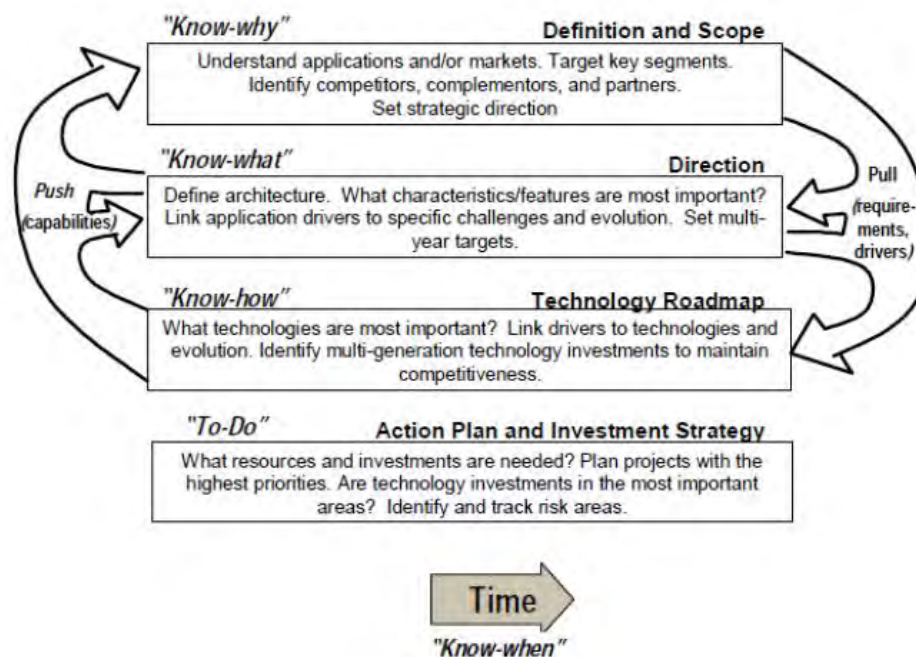 "Know-why" Definition and Scope
Understand applications and/or markets. Target key segments.
Identify competitors, complementors, and partners.
Set strategic direction
"Know-what" Direction
Define architecture. What characteristics/features are most important?
Link application drivers to specific challenges and evolution. Set multi-
year targets.
Push
(capabilities)
Pull
(require-
ments,
drivers)
"Know-how" Technology Roadmap
What technologies are most important? Link drivers to technologies and
evolution. Identify multi-generation technology investments to maintain
competitiveness.
"To-Do" Action Plan and Investment Strategy
What resources and investments are needed? Plan projects with the
highest priorities. Are technology investments in the most important
areas? Identify and track risk areas.
Time
"Know-when"